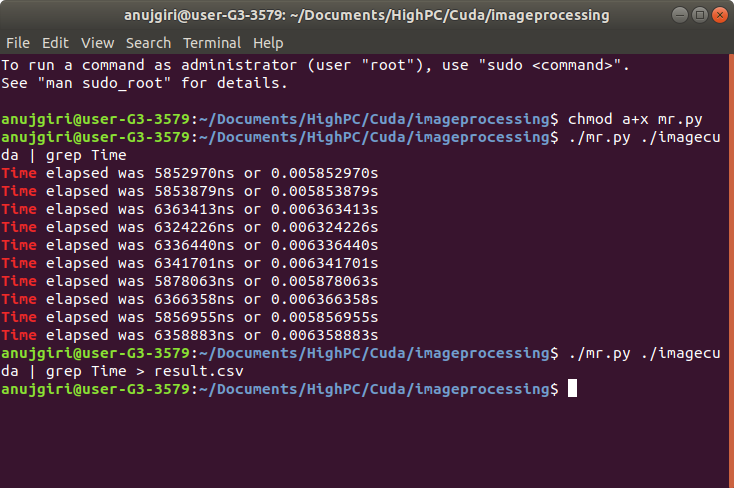 anujgiri@user-G3-3579: ~/Documents/HighPC/Cuda/imageprocessing
File Edit View Search Terminal Help
To run a command as administrator (user "root"), use "sudo <command>".
See "man sudo_root" for details.
anujgiri@user-G3-3579:~/Documents/HighPC/Cuda/imageprocessing$ chmod a+x mr.py
anujgiri@user-G3-3579:~/Documents/HighPC/Cuda/imageprocessing$ ./mr.py ./imagecu
da | grep Time
Time elapsed was 5852970ns or 0.005852970s
Time elapsed was 5853879ns or 0.005853879s
Time elapsed was 6363413ns or 0.006363413s
Time elapsed was 6324226ns or 0.006324226s
Time elapsed was 6336440ns or 0.006336440s
Time elapsed was 6341701ns or 0.006341701s
Time elapsed was 5878063ns or 0.005878063s
Time elapsed was 6366358ns or 0.006366358s
Time elapsed was 5856955ns or 0.005856955s
Time elapsed was 6358883ns or 0.006358883s
anujgiri@user-G3-3579:~/Documents/HighPC/Cuda/imageprocessing$ ./mr.py ./imagecu
da | grep Time > result.csv
anujgiri@user-G3-3579:~/Documents/HighPC/Cuda/imageprocessing$